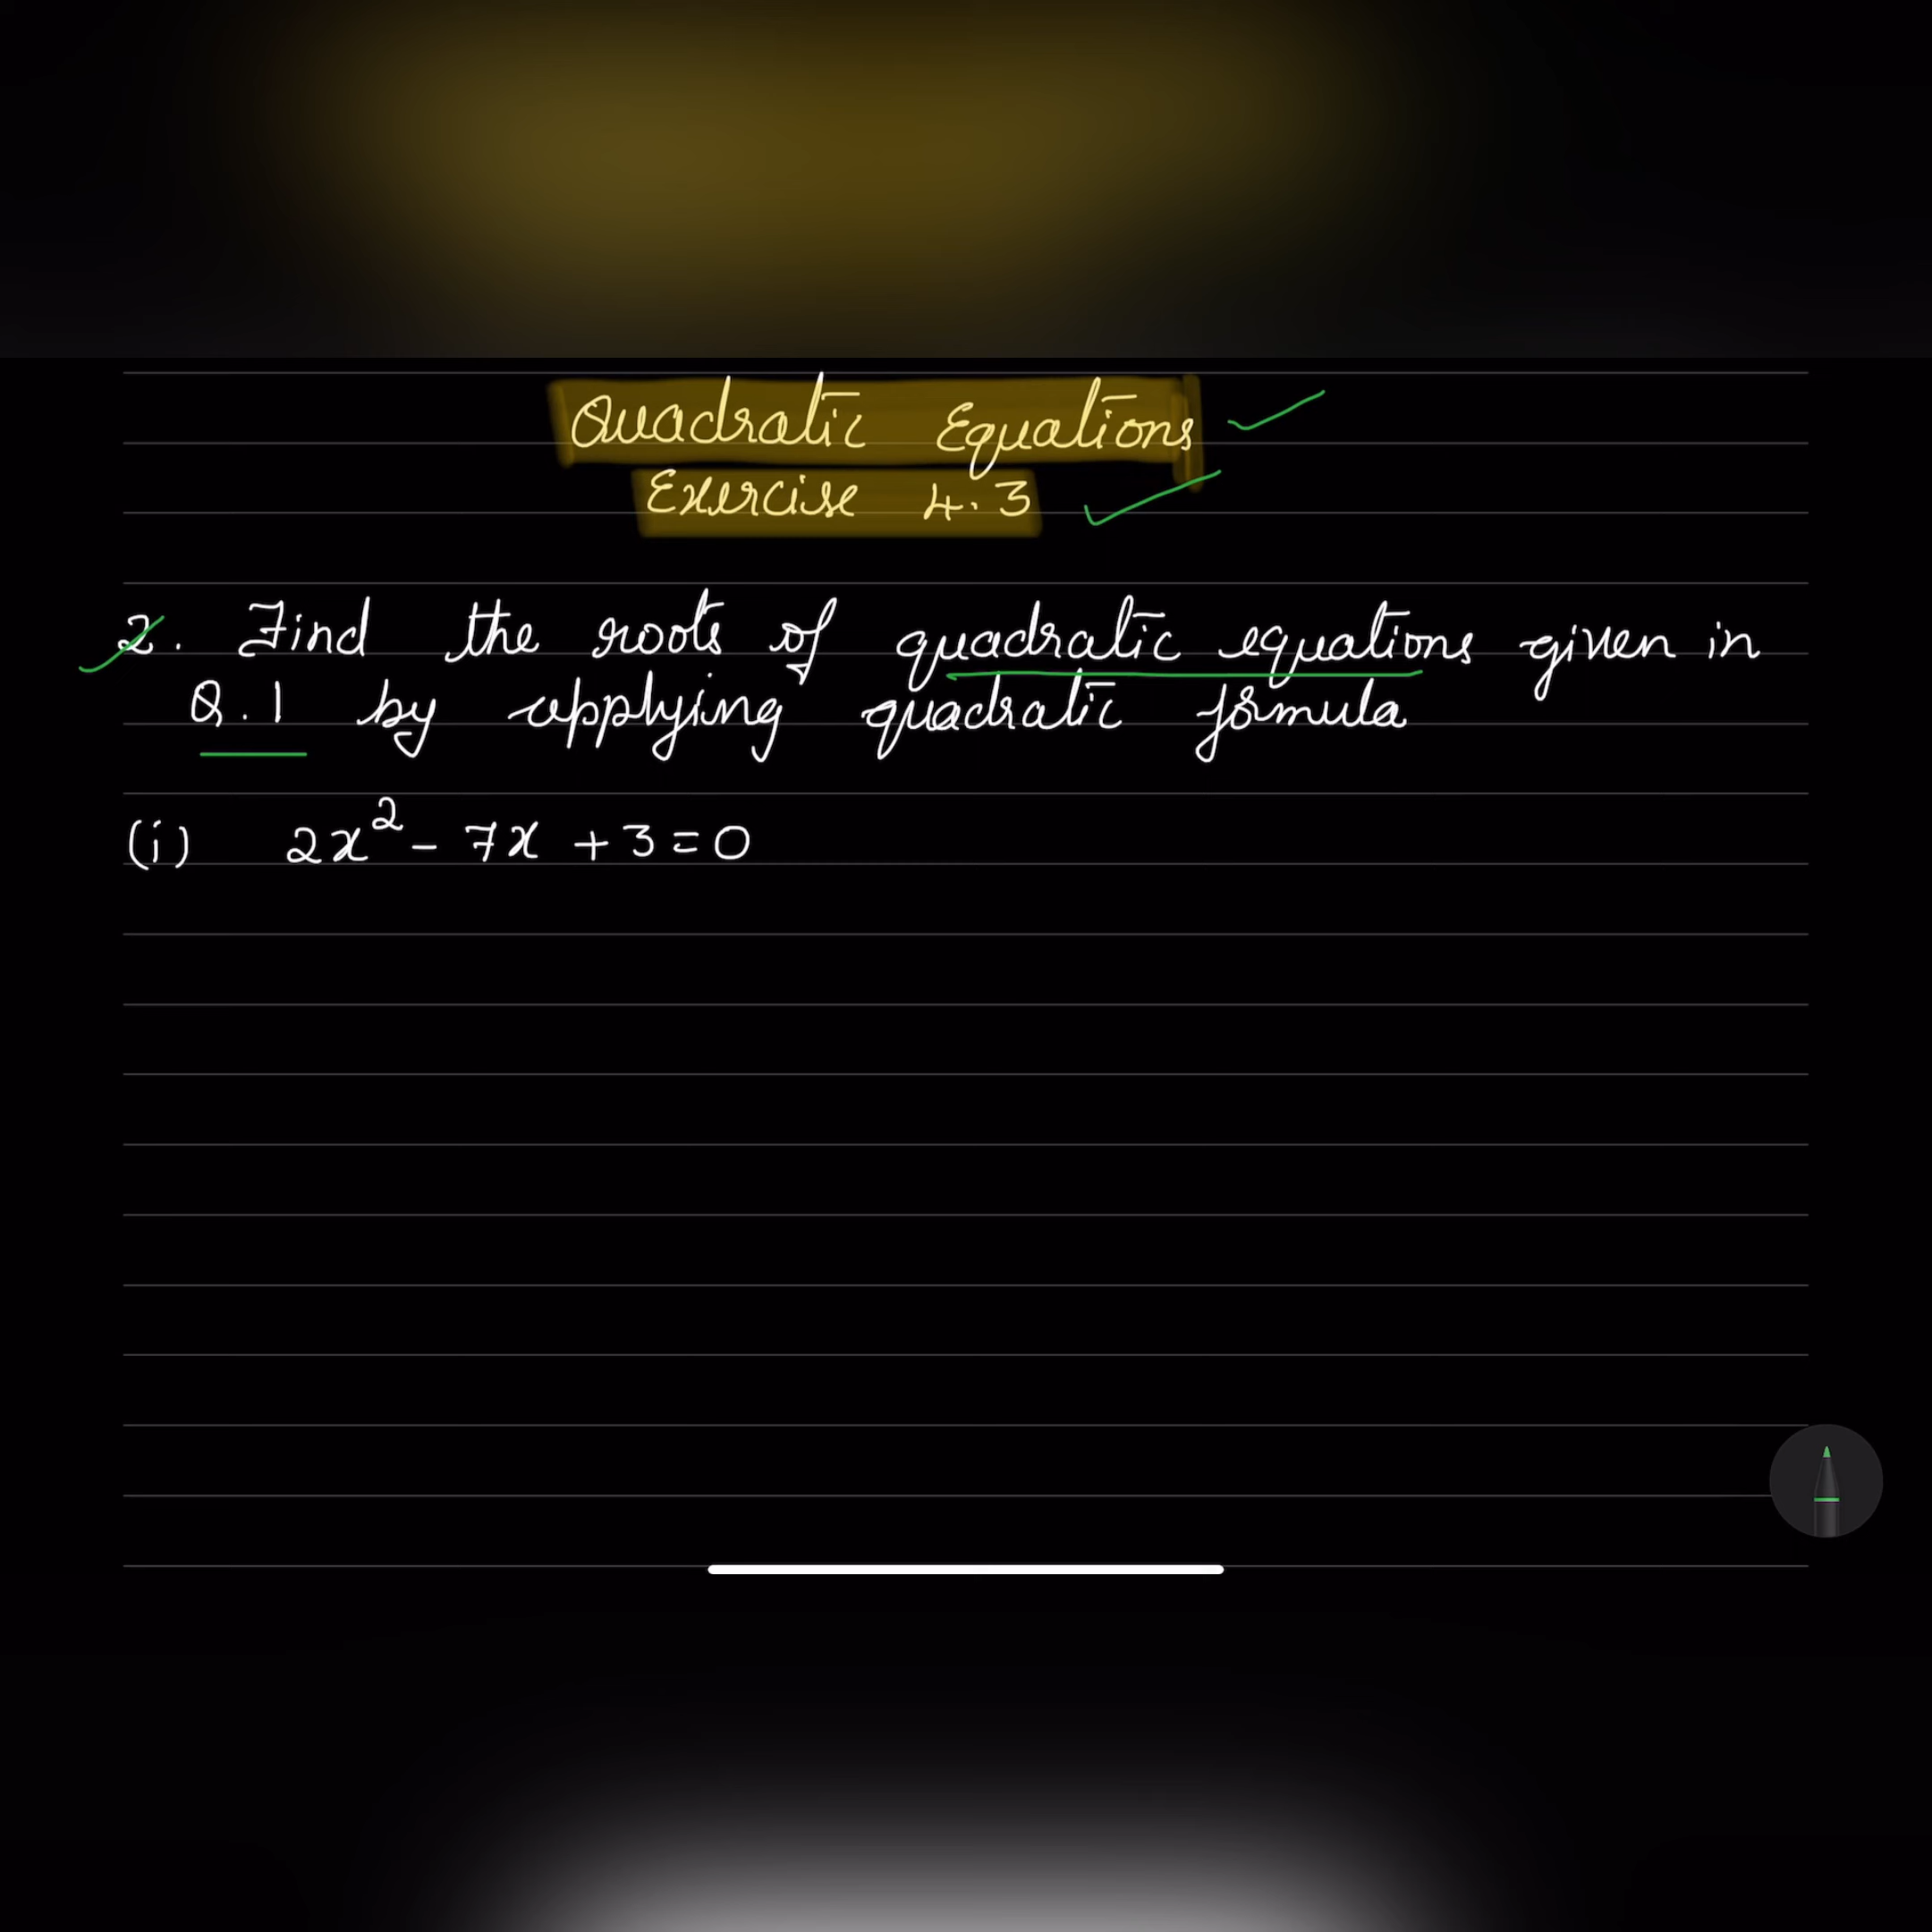 Quadratic Equations
Exercise 4.3
2. Find the roots of quadratic equations given in
Q.1 by applying quadratic formula
(i) 2x² - 7x + 3 = 0